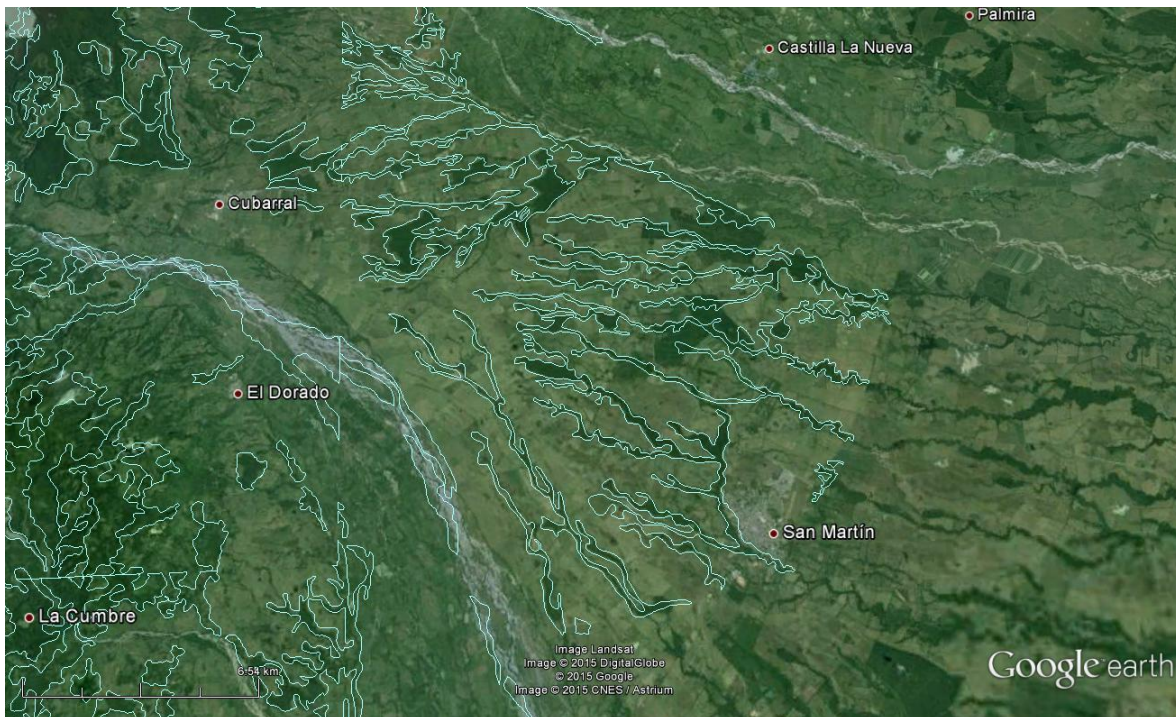 Palmira
Castilla La Nueva
Cubarral
El Dorado
San Martín
La Cumbre
6.54 km
Image Landsat
Image © 2015 DigitalGlobe
© 2015 Google
Image © 2015 CNES / Astrium
Google earth